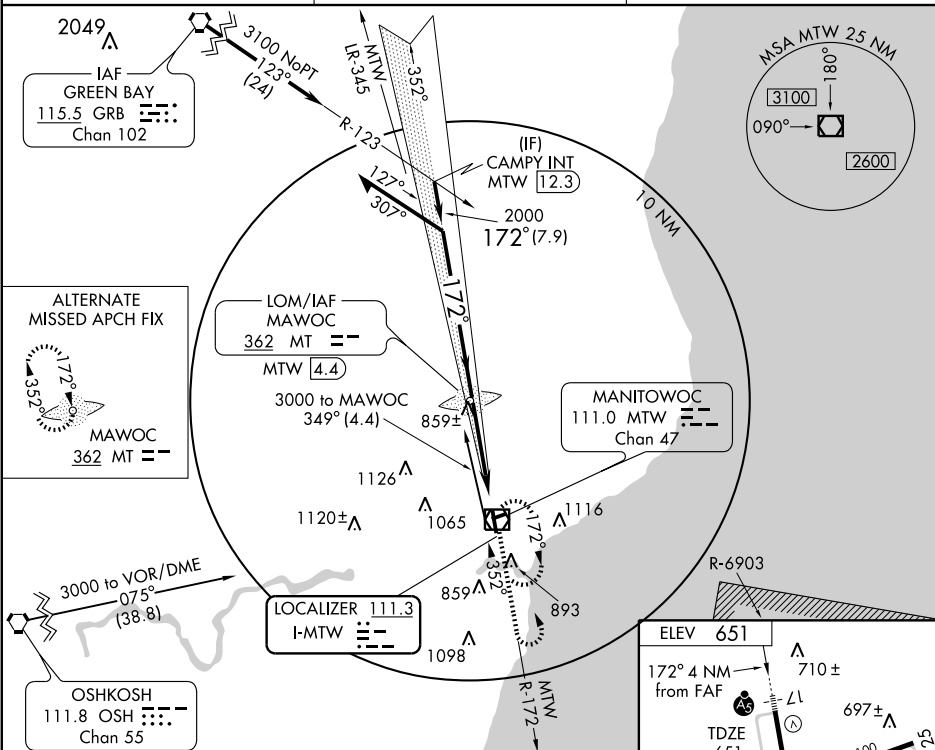 2049
IAF
GREEN BAY
115.5 GRB
Chan 102
3100 NoPT
123°
(24)
R-123
MTW
LR-345
352°
MSA MTW 25 NM
180°
3100
090°
2600
(IF)
CAMPY INT
MTW 12.3
127°
307°
2000
172° (7.9)
10 NM
172°
ALTERNATE
MISSED APCH FIX
172°
352°
MAWOC
362 MT
LOM/IAF
MAWOC
362 MT
MTW 4.4
3000 to MAWOC
349° (4.4)
859±
MANITOWOC
111.0 MTW
Chan 47
1126
1120±
1065
1116
172°
352°
859
893
1098
LOCALIZER 111.3
I-MTW
MTW
R-172
3000 to VOR/DME
075°
(38.8)
OSHKOSH
111.8 OSH
Chan 55
R-6903
ELEV 651
172° 4 NM
from FAF
710±
17
A5
V
TDZE
651
697±
100
25